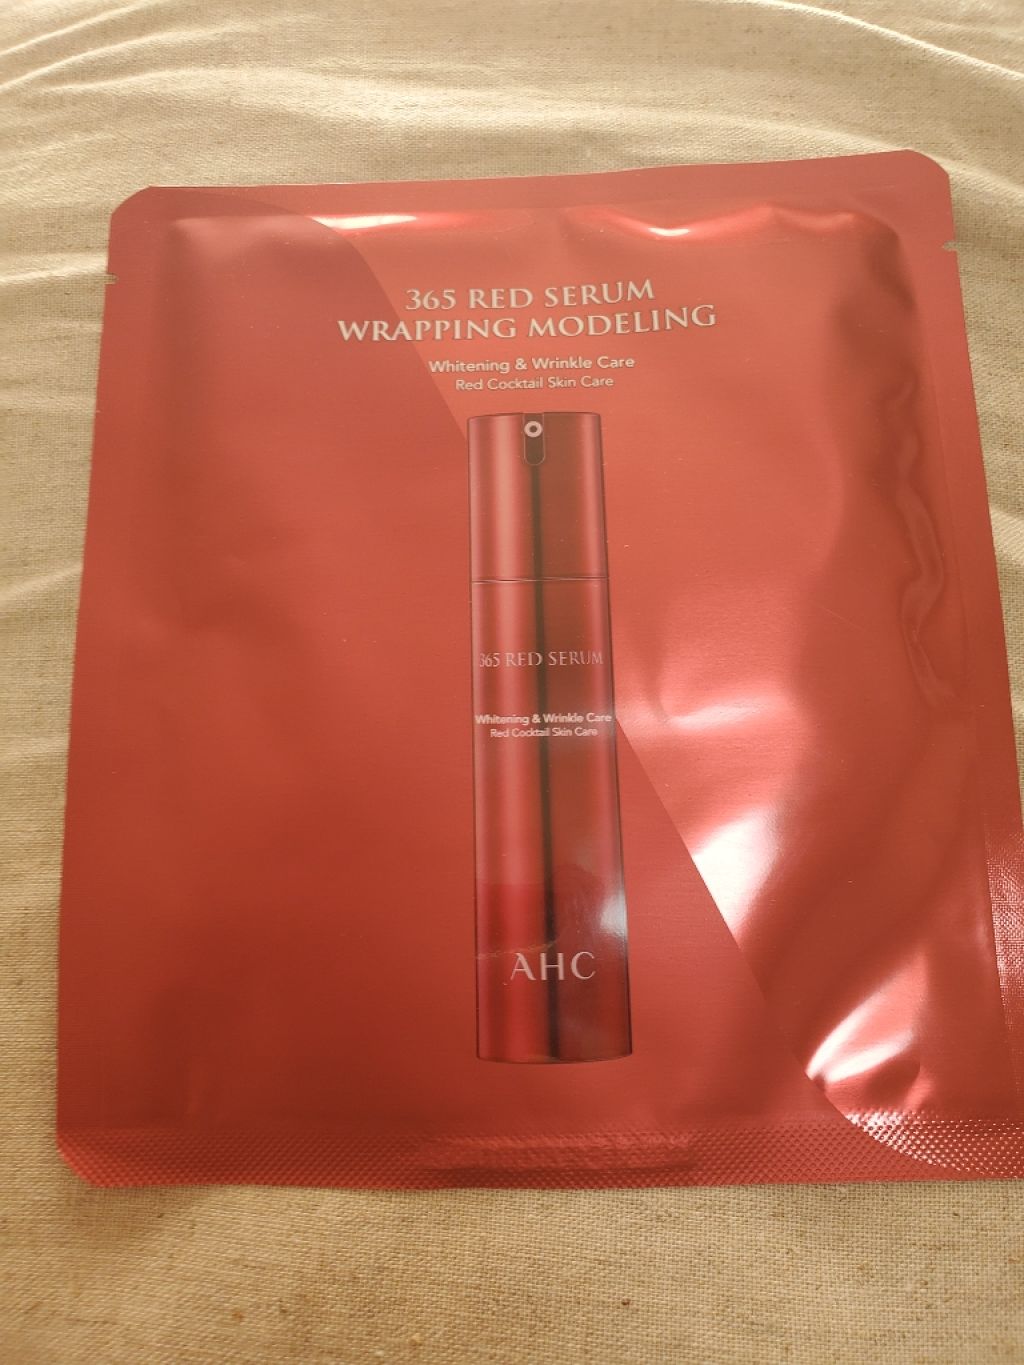 365 RED SERUM
WRAPPING MODELING
Whitening & Wrinkle Care
Red Cocktail Skin Care
365 RED SERUM
Whitening & Wrinkle Care
Red Cocktail Skin Care
AHC